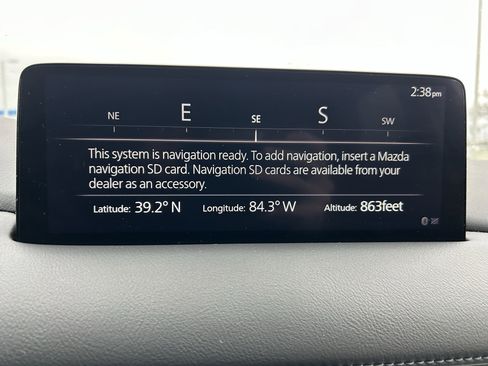 2:38pm
NE E SE S SW
This system is navigation ready. To add navigation, insert a Mazda
navigation SD card. Navigation SD cards are available from your
dealer as an accessory.
Latitude: 39.2° N Longitude: 84.3° W Altitude: 863feet